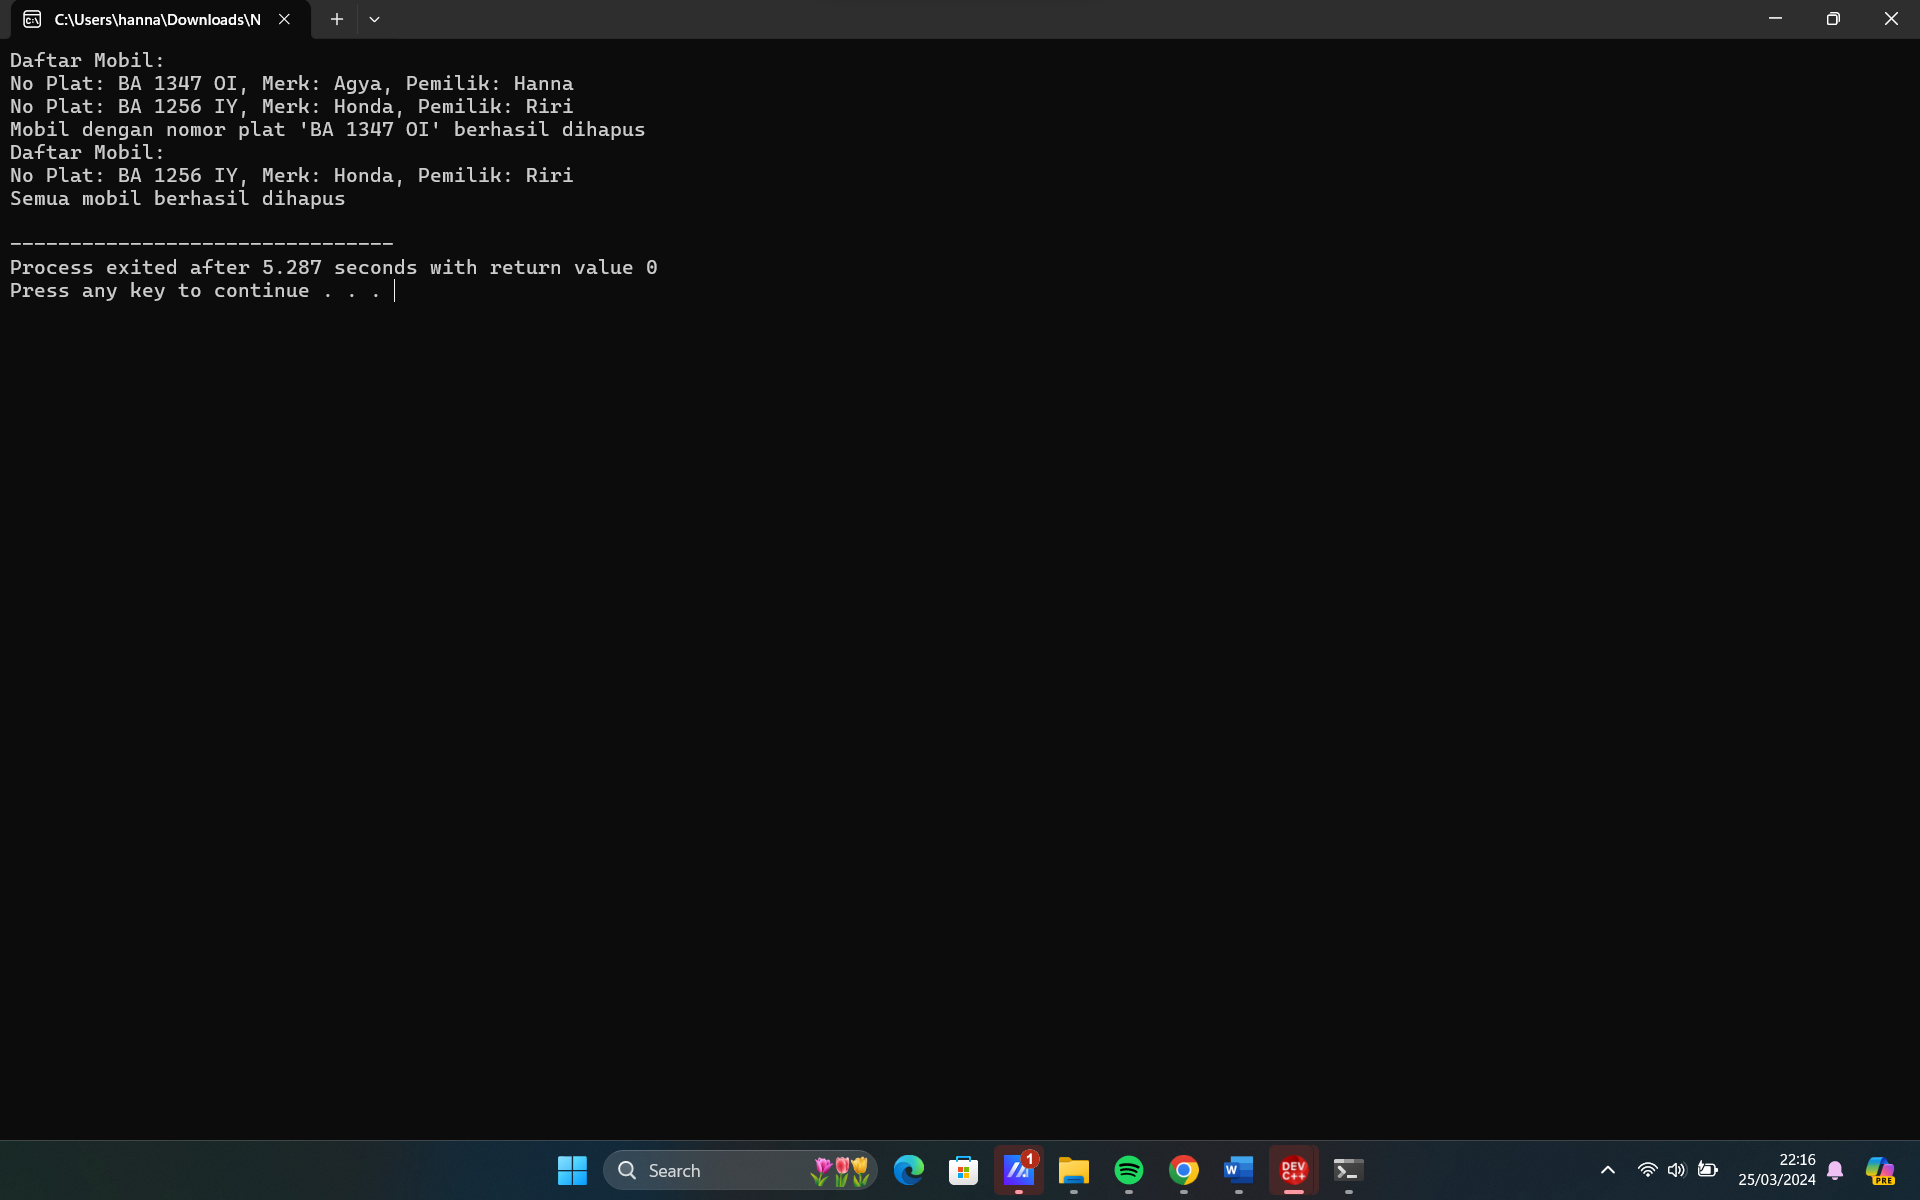 C:\Users\hanna\Downloads\N
Daftar Mobil:
No Plat: BA 1347 OI, Merk: Agya, Pemilik: Hanna
No Plat: BA 1256 IY, Merk: Honda, Pemilik: Riri
Mobil dengan nomor plat 'BA 1347 OI' berhasil dihapus
Daftar Mobil:
No Plat: BA 1256 IY, Merk: Honda, Pemilik: Riri
Semua mobil berhasil dihapus
--------------------------------
Process exited after 5.287 seconds with return value 0
Press any key to continue . . .
Search
1
W
DEV
C++
22:16
25/03/2024
PRE